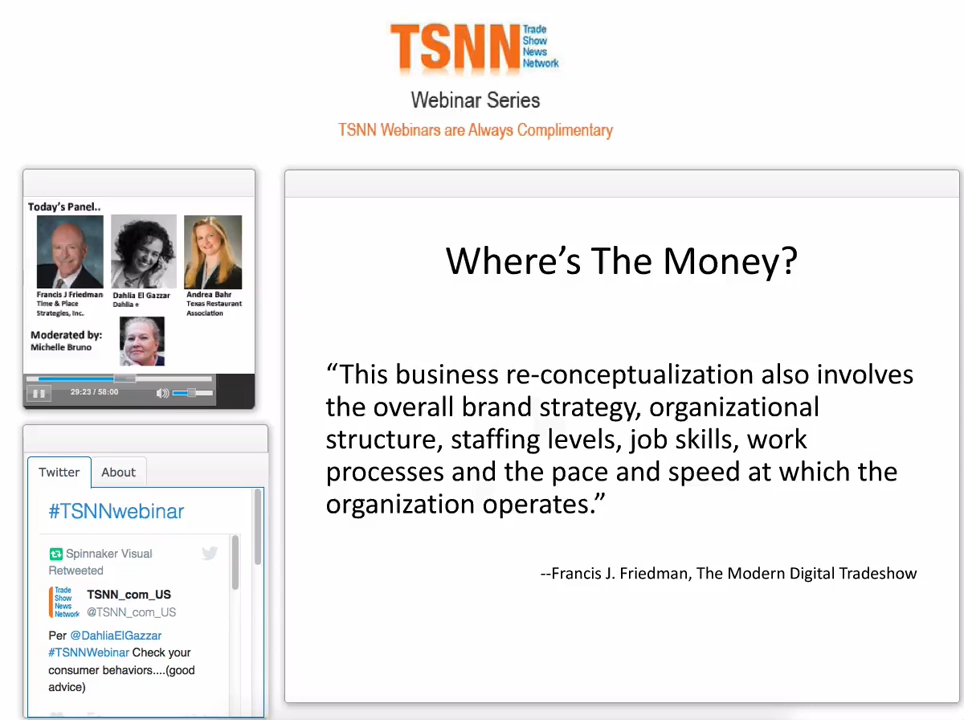 TSNN
Trade
Show
News
Network
Webinar Series
TSNN Webinars are Always Complimentary
Today's Panel..
Francis J Friedman
Time & Place
Strategies, Inc.
Dahlia El Gazzar
Dahlia +
Andrea Bahr
Texas Restaurant
Association
Moderated by:
Michelle Bruno
29:23 / 58:00
Twitter
About
#TSNNwebinar
Spinnaker Visual
Retweeted
Trade
Show
News
Network
TSNN_com_US
@TSNN_com_US
Per @DahliaElGazzar
#TSNNWebinar Check your
consumer behaviors....(good
advice)
Where’s The Money?
“This business re-conceptualization also involves
the overall brand strategy, organizational
structure, staffing levels, job skills, work
processes and the pace and speed at which the
organization operates.”
--Francis J. Friedman, The Modern Digital Tradeshow